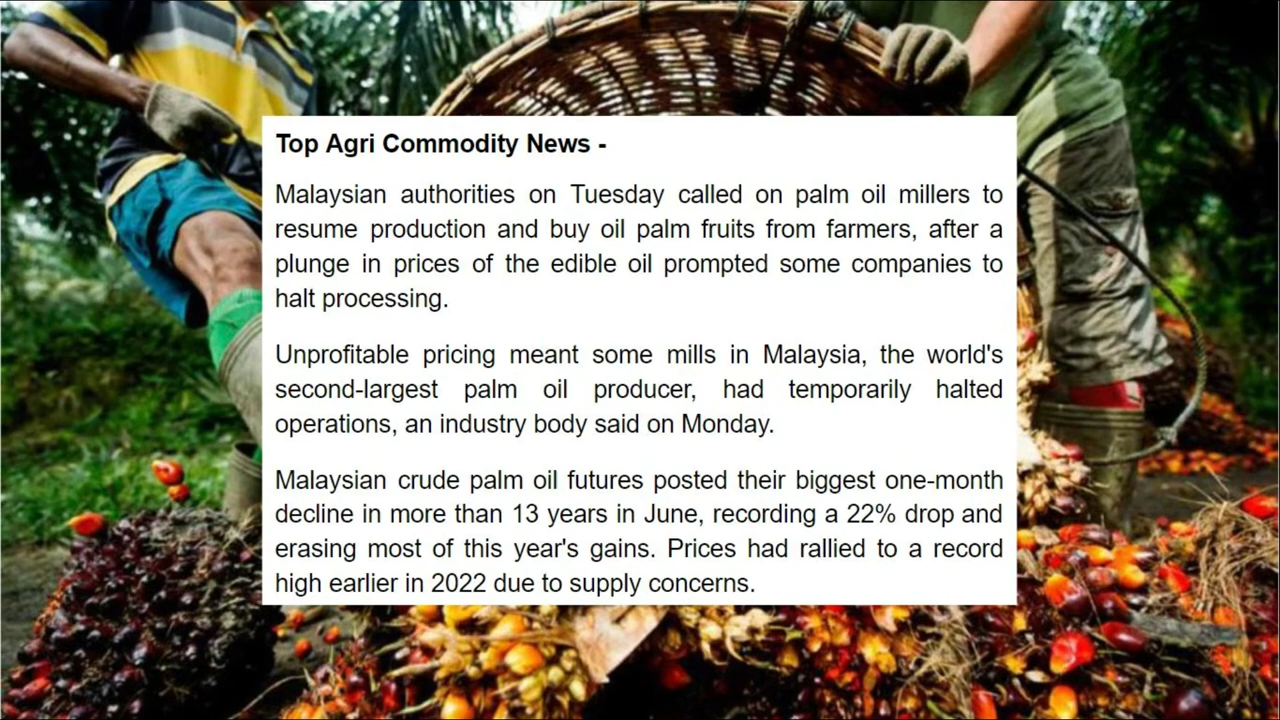 Top Agri Commodity News -
Malaysian authorities on Tuesday called on palm oil millers to
resume production and buy oil palm fruits from farmers, after a
plunge in prices of the edible oil prompted some companies to
halt processing.
Unprofitable pricing meant some mills in Malaysia, the world's
second-largest palm oil producer, had temporarily halted
operations, an industry body said on Monday.
Malaysian crude palm oil futures posted their biggest one-month
decline in more than 13 years in June, recording a 22% drop and
erasing most of this year's gains. Prices had rallied to a record
high earlier in 2022 due to supply concerns.